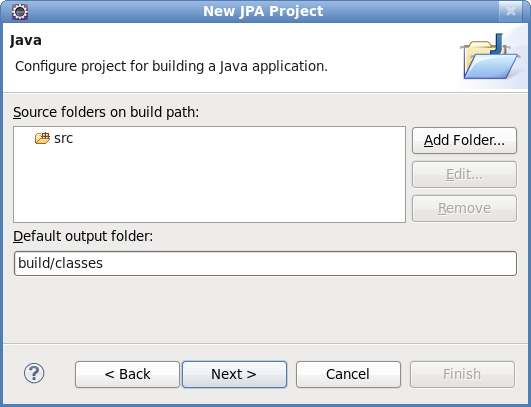 New JPA Project
Java
Configure project for building a Java application.
Source folders on build path:
src
Add Folder...
Edit...
Remove
Default output folder:
build/classes
? < Back Next > Cancel Finish